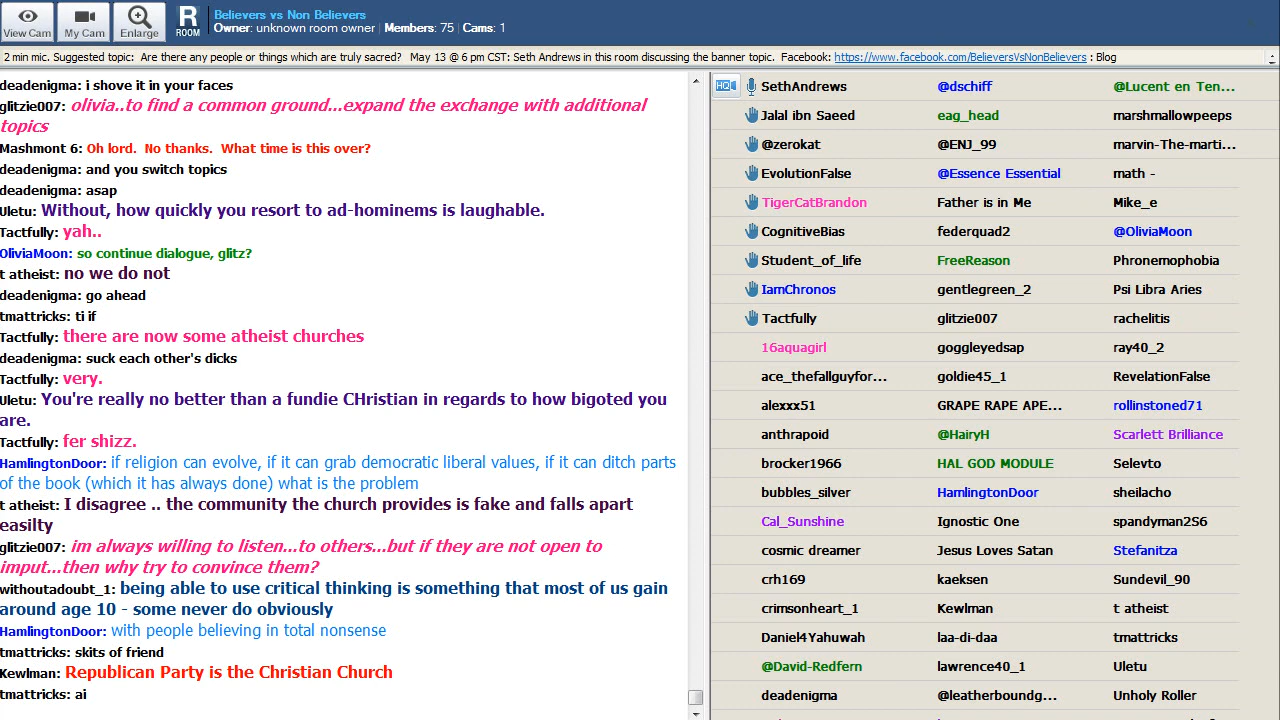 Believers vs Non Believers
Owner: unknown room owner | Members: 75 | Cams: 1
View Cam
My Cam
Enlarge
R
ROOM
2 min mic. Suggested topic: Are there any people or things which are truly sacred? May 13 @ 6 pm CST: Seth Andrews in this room discussing the banner topic. Facebook: https://www.facebook.com/BelieversVsNonBelievers : Blog
deadenigma: i shove it in your faces
glitzie007: olivia..to find a common ground...expand the exchange with additional
topics
Mashmont 6: Oh lord. No thanks. What time is this over?
deadenigma: and you switch topics
deadenigma: asap
Uletu: Without, how quickly you resort to ad-hominems is laughable.
Tactfully: yah..
OliviaMoon: so continue dialogue, glitz?
t atheist: no we do not
deadenigma: go ahead
tmattricks: ti if
Tactfully: there are now some atheist churches
deadenigma: suck each other's dicks
Tactfully: very.
Uletu: You're really no better than a fundie CHristian in regards to how bigoted you
are.
Tactfully: fer shizz.
HamlingtonDoor: if religion can evolve, if it can grab democratic liberal values, if it can ditch parts
of the book (which it has always done) what is the problem
t atheist: I disagree .. the community the church provides is fake and falls apart
easilty
glitzie007: im always willing to listen...to others...but if they are not open to
imput...then why try to convince them?
withoutadoubt_1: being able to use critical thinking is something that most of us gain
around age 10 - some never do obviously
HamlingtonDoor: with people believing in total nonsense
tmattricks: skits of friend
Kewlman: Republican Party is the Christian Church
tmattricks: ai
HQ SethAndrews @dschiff @Lucent en Ten...
Jalal ibn Saeed eag_head marshmallowpeeps
@zerokat @ENJ_99 marvin-The-marti...
EvolutionFalse @Essence Essential math -
TigerCatBrandon Father is in Me Mike_e
CognitiveBias federquad2 @OliviaMoon
Student_of_life FreeReason Phronemophobia
IamChronos gentlegreen_2 Psi Libra Aries
Tactfully glitzie007 rachelitis
16aquagirl goggleyedsap ray40_2
ace_thefallguyfor... goldie45_1 RevelationFalse
alexxx51 GRAPE RAPE APE... rollinstoned71
anthrapoid @HairyH Scarlett Brilliance
brocker1966 HAL GOD MODULE Selevto
bubbles_silver HamlingtonDoor sheilacho
Cal_Sunshine Ignostic One spandyman2S6
cosmic dreamer Jesus Loves Satan Stefanitza
crh169 kaeksen Sundevil_90
crimsonheart_1 Kewlman t atheist
Daniel4Yahuwah laa-di-daa tmattricks
@David-Redfern lawrence40_1 Uletu
deadenigma @leatherboundg... Unholy Roller